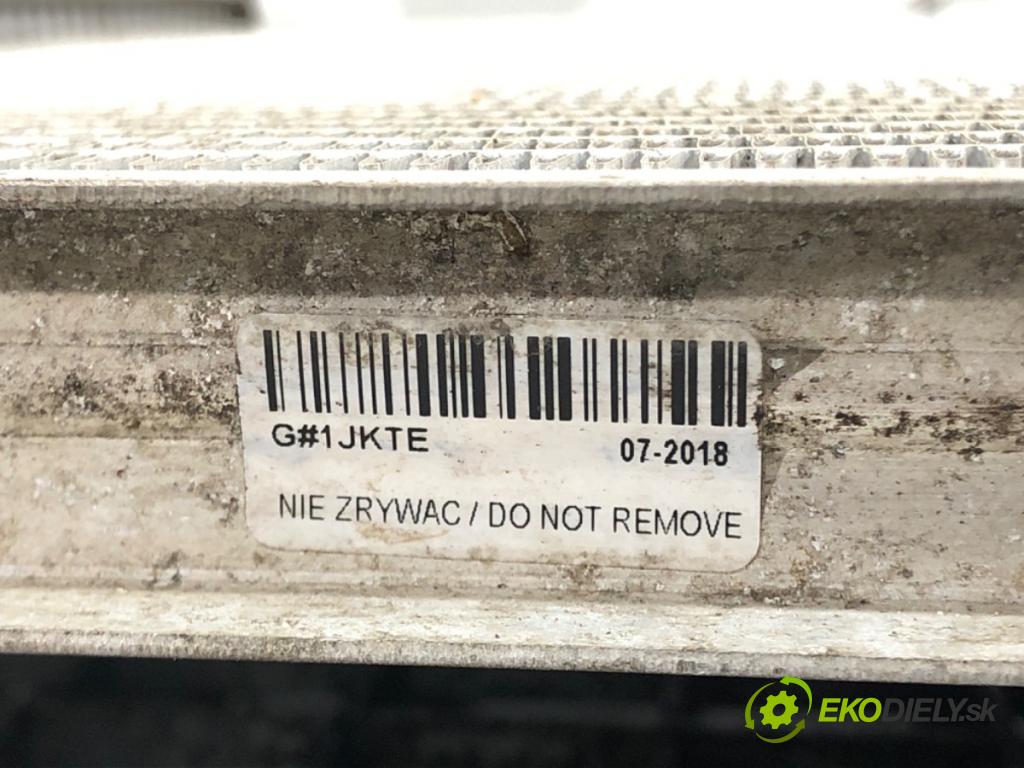 G#1JKTE 07-2018
NIE ZRYWAC / DO NOT REMOVE
EKODIELY.sk